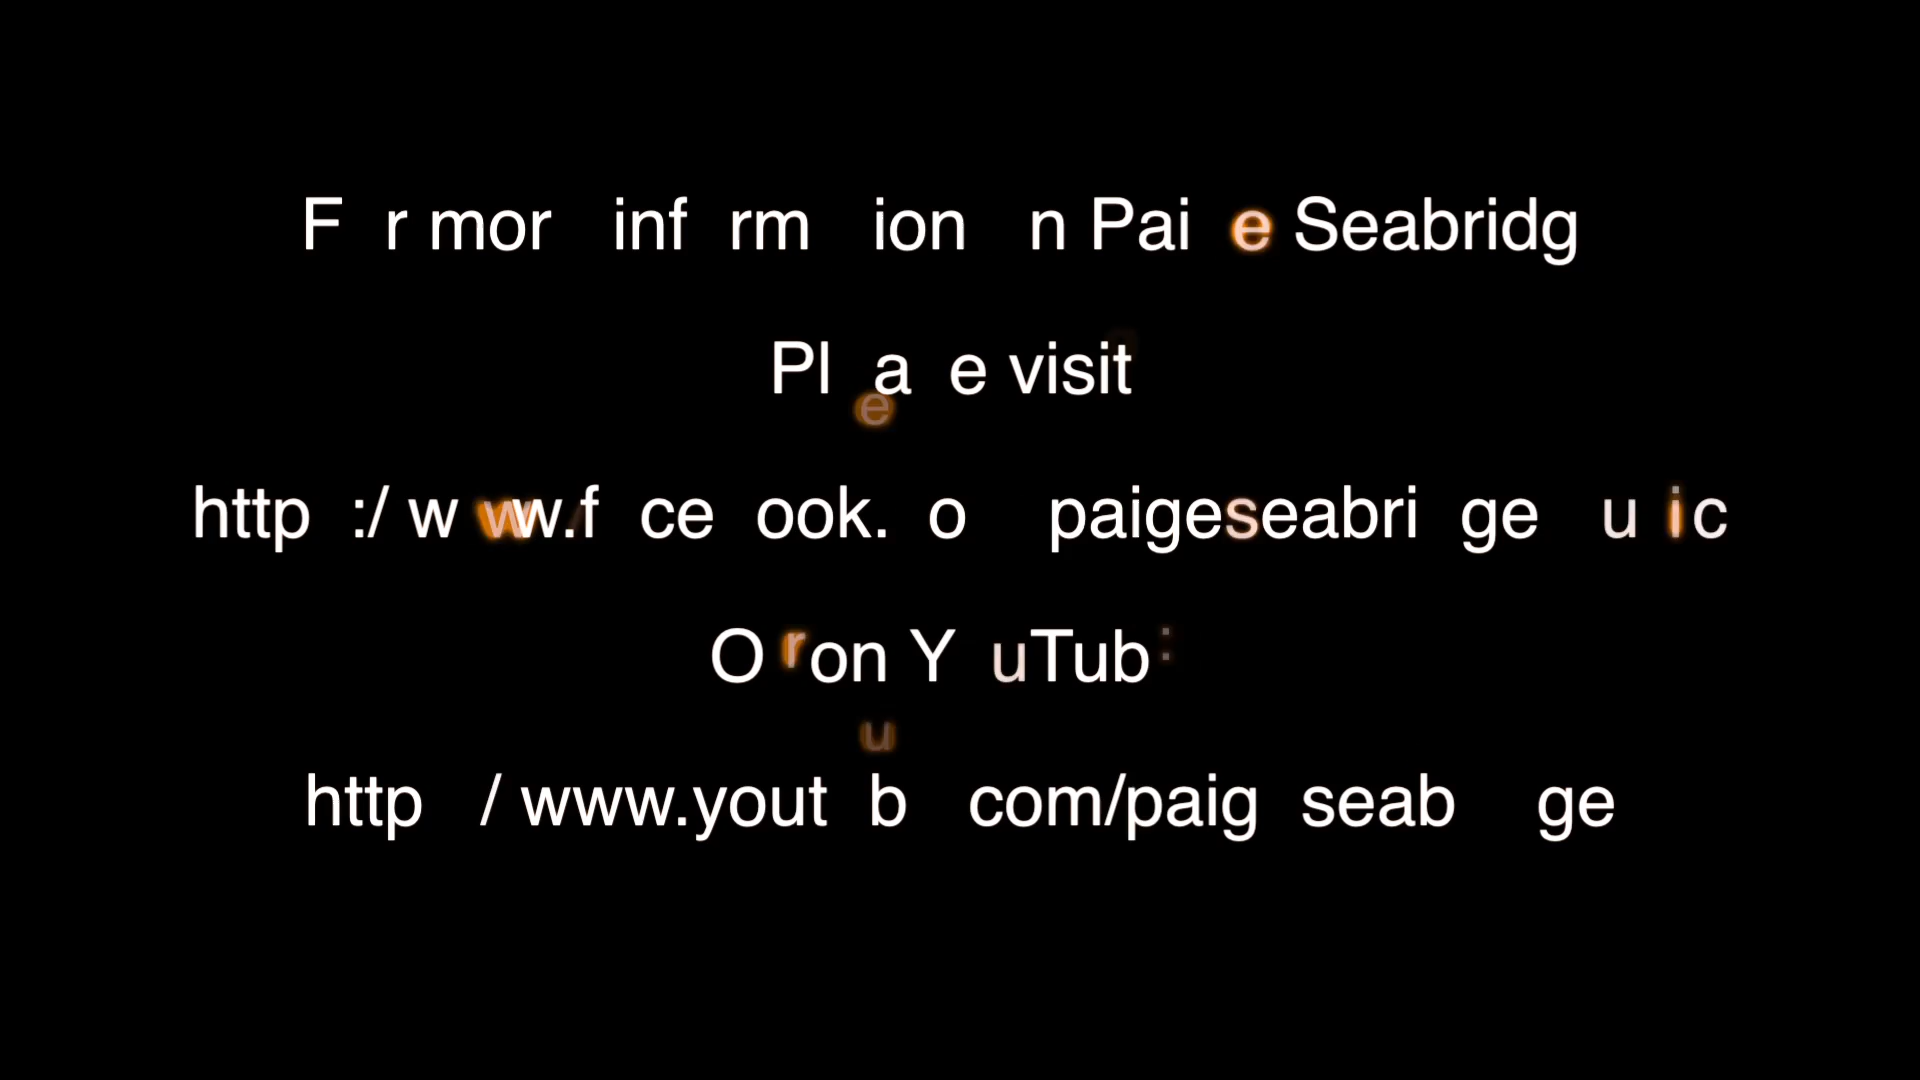 F r mor inf rm ion n Pai e Seabridg
Pl ea e visit
http :/ w ww.f ce ook. o paigeseabri ge u ic
O r on Y uTub :
http / www.yout u b com/paig seab ge